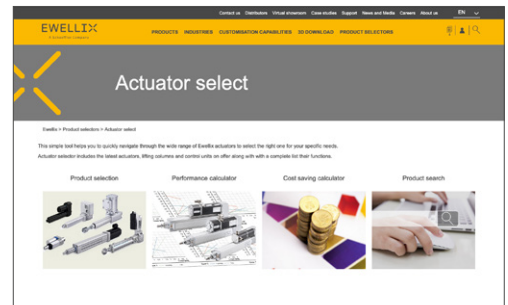 Contact us Distributors Virtual showroom Case studies Support News and Media Careers About us EN
EWELLIX
PRODUCTS INDUSTRIES CUSTOMISATION CAPABILITIES 3D DOWNLOAD PRODUCT SELECTORS
Actuator select
Ewellix > Product selectors > Actuator select
This simple tool helps you to quickly navigate through the wide range of Ewellix actuators to select the right one for your specific needs.
Actuator selector includes the latest actuators, lifting columns and control units on offer along with with a complete list their functions.
Product selection Performance calculator Cost saving calculator Product search